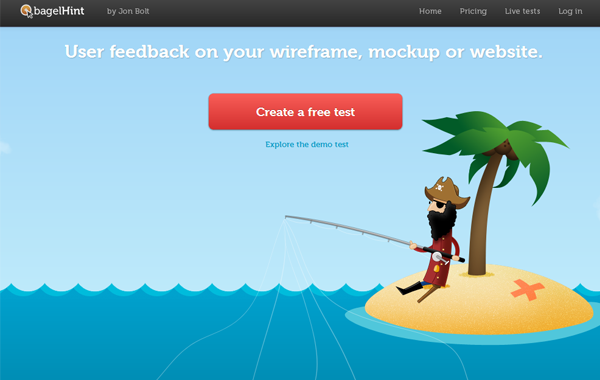 bagelHint by Jon Bolt Home Pricing Live tests Log in
User feedback on your wireframe, mockup or website.
Create a free test
Explore the demo test